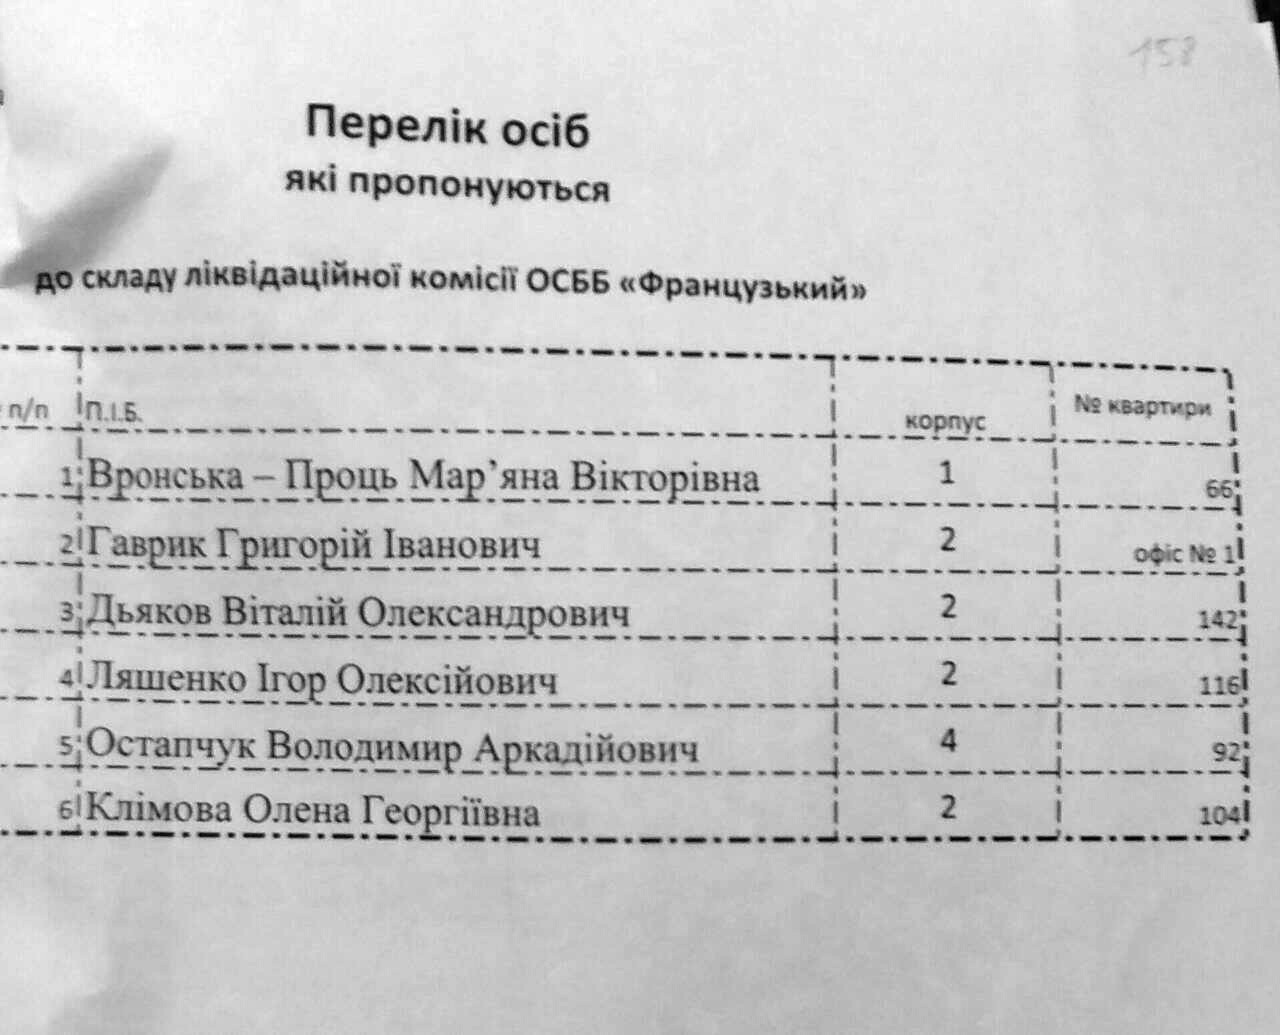 158
Перелік осіб
які пропонуються
до складу ліквідаційної комісії ОСББ «Французький»
п/п П.І.Б. корпус № квартири
1 Вронська – Проць Мар’яна Вікторівна 1 66
2 Гаврик Григорій Іванович 2 офіс № 1
3 Дьяков Віталій Олександрович 2 142
4 Ляшенко Ігор Олексійович 2 116
5 Остапчук Володимир Аркадійович 4 92
6 Клімова Олена Георгіївна 2 104